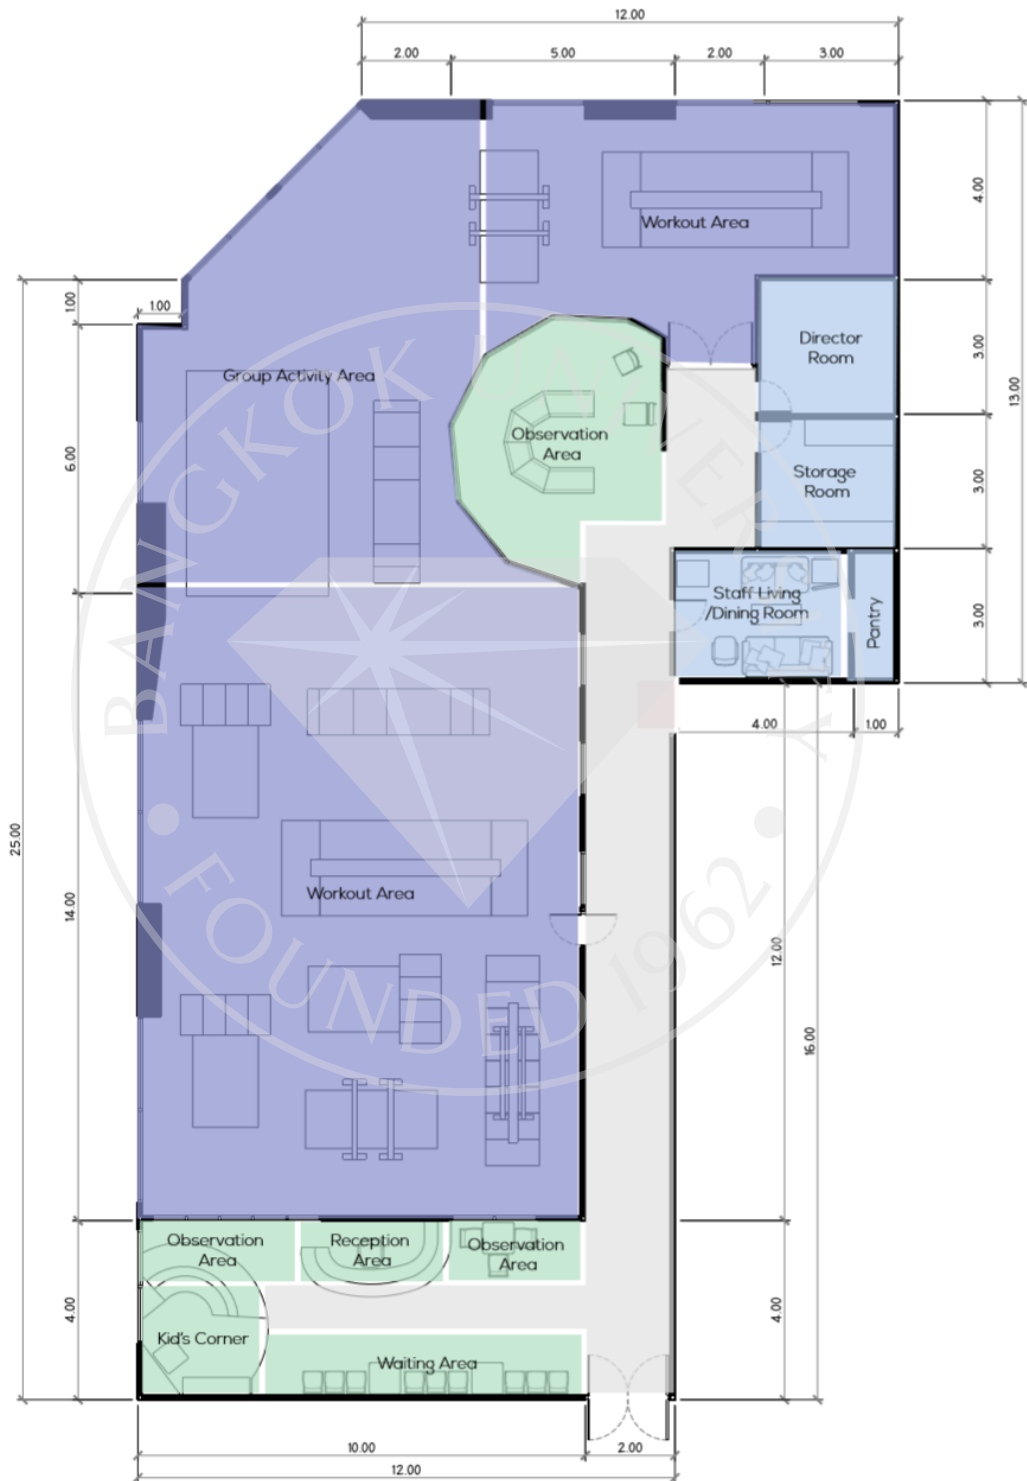 12.00
2.00
5.00
2.00
3.00
4.00
Workout Area
1.00
1.00
Director
Room
3.00
13.00
Group Activity Area
Observation
Area
6.00
Storage
Room
3.00
Staff Living
/Dining Room
Pantry
3.00
4.00
1.00
25.00
14.00
Workout Area
12.00
16.00
Observation
Area
Reception
Area
Observation
Area
4.00
Kid's Corner
Waiting Area
4.00
10.00
2.00
12.00
BANGKOK UNIVERSITY
FOUNDED 1962